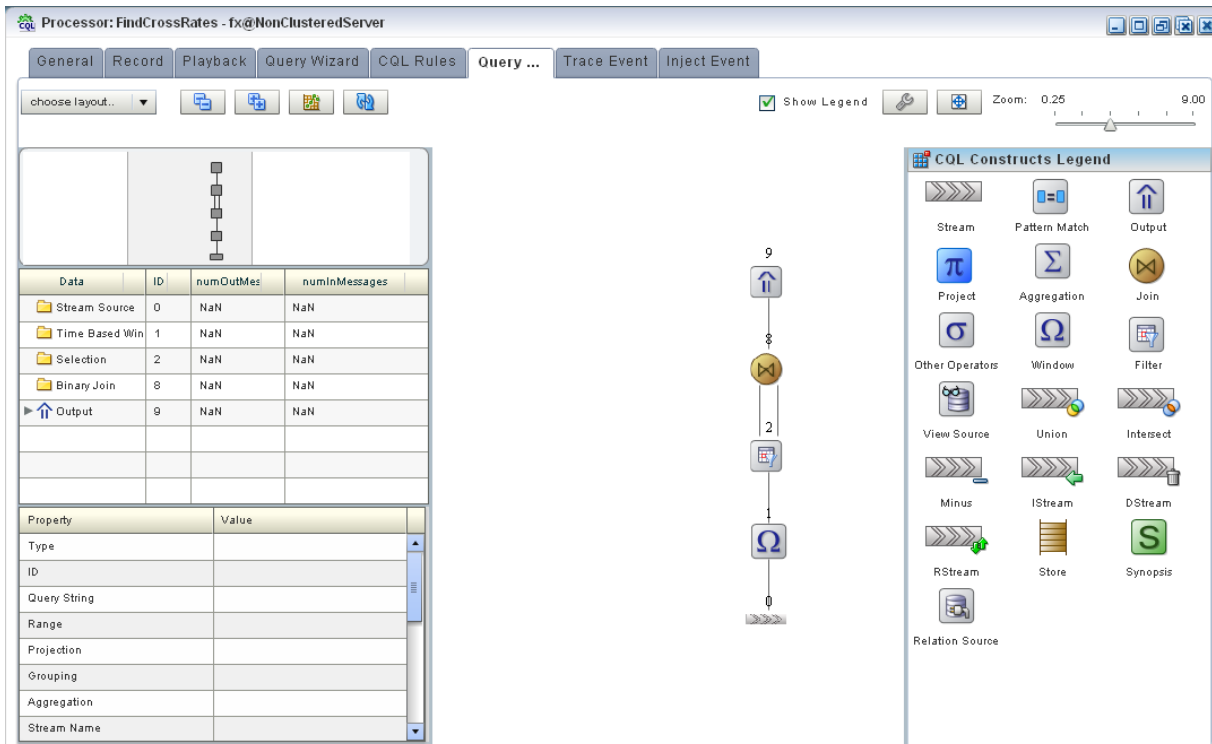 CQL Processor: FindCrossRates - fx@NonClusteredServer
General Record Playback Query Wizard CQL Rules Query ... Trace Event Inject Event
choose layout.. Show Legend Zoom: 0.25 9.00
CQL Constructs Legend
Stream Pattern Match Output
π Σ
Project Aggregation Join
σ Ω
Other Operators Window Filter
View Source Union Intersect
Minus IStream DStream
S
RStream Store Synopsis
Relation Source
9
8
2
1
Ω
0
Data ID numOutMes numInMessages
Stream Source 0 NaN NaN
Time Based Win 1 NaN NaN
Selection 2 NaN NaN
Binary Join 8 NaN NaN
Output 9 NaN NaN
Property Value
Type
ID
Query String
Range
Projection
Grouping
Aggregation
Stream Name